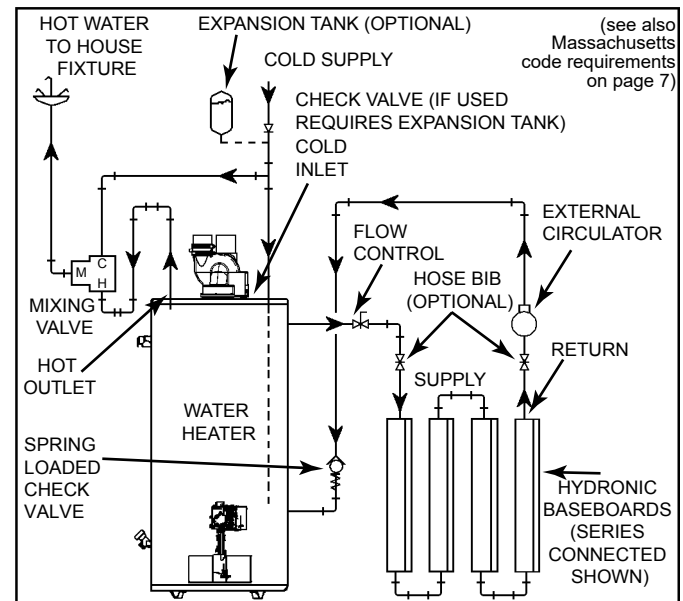 HOT WATER
TO HOUSE
FIXTURE
EXPANSION TANK (OPTIONAL)
COLD SUPPLY
(see also
Massachusetts
code requirements
on page 7)
CHECK VALVE (IF USED
REQUIRES EXPANSION TANK)
COLD
INLET
FLOW
CONTROL
EXTERNAL
CIRCULATOR
HOSE BIB
(OPTIONAL)
M
C
H
MIXING
VALVE
HOT
OUTLET
RETURN
SUPPLY
WATER
HEATER
SPRING
LOADED
CHECK
VALVE
HYDRONIC
BASEBOARDS
(SERIES
CONNECTED
SHOWN)